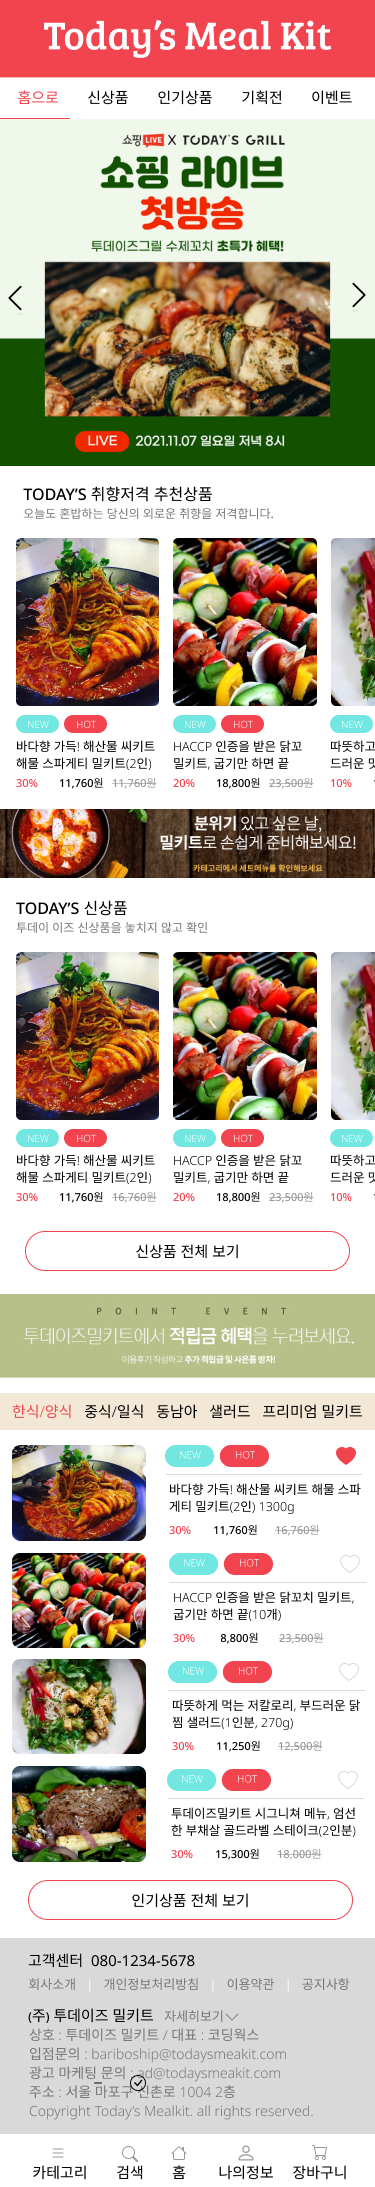 Today's Meal Kit
홈으로 신상품 인기상품 기획전 이벤트
쇼핑LIVE X TODAY'S GRILL
쇼핑 라이브
첫방송
투데이즈그릴 수제꼬치 초특가 혜택!
LIVE 2021.11.07 일요일 저녁 8시
TODAY'S 취향저격 추천상품
오늘도 혼밥하는 당신의 외로운 취향을 저격합니다.
NEW HOT NEW HOT NEW
바다향 가득! 해산물 씨키트 HACCP 인증을 받은 닭꼬 따뜻하고
해물 스파게티 밀키트(2인) 밀키트, 굽기만 하면 끝 드러운 맛
30% 11,760원 11,760원 20% 18,800원 23,500원 10%
분위기 있고 싶은 날,
밀키트로 손쉽게 준비해보세요!
카테고리에서 세트메뉴를 확인해보세요
TODAY'S 신상품
투데이 이즈 신상품을 놓치지 않고 확인
NEW HOT NEW HOT NEW
바다향 가득! 해산물 씨키트 HACCP 인증을 받은 닭꼬 따뜻하고
해물 스파게티 밀키트(2인) 밀키트, 굽기만 하면 끝 드러운 맛
30% 11,760원 16,760원 20% 18,800원 23,500원 10%
신상품 전체 보기
POINT EVENT
투데이즈밀키트에서 적립금 혜택을 누려보세요.
이용후기 작성하고 추가 적립금 및 사은품 받자!
한식/양식 중식/일식 동남아 샐러드 프리미엄 밀키트
NEW HOT
바다향 가득! 해산물 씨키트 해물 스파
게티 밀키트(2인) 1300g
30% 11,760원 16,760원
NEW HOT
HACCP 인증을 받은 닭꼬치 밀키트,
굽기만 하면 끝(10개)
30% 8,800원 23,500원
NEW HOT
따뜻하게 먹는 저칼로리, 부드러운 닭
찜 샐러드(1인분, 270g)
30% 11,250원 12,500원
NEW HOT
투데이즈밀키트 시그니쳐 메뉴, 엄선
한 부채살 골드라벨 스테이크(2인분)
30% 15,300원 18,000원
인기상품 전체 보기
고객센터 080-1234-5678
회사소개 | 개인정보처리방침 | 이용약관 | 공지사항
(주) 투데이즈 밀키트 자세히보기
상호 : 투데이즈 밀키트 / 대표 : 코딩웍스
입점문의 : bariboship@todaysmeakit.com
광고 마케팅 문의 : ad@todaysmeakit.com
주소 : 서울 마포구 신촌로 1004 2층
Copyright Today's Mealkit. all rights reserved.
카테고리 검색 홈 나의정보 장바구니